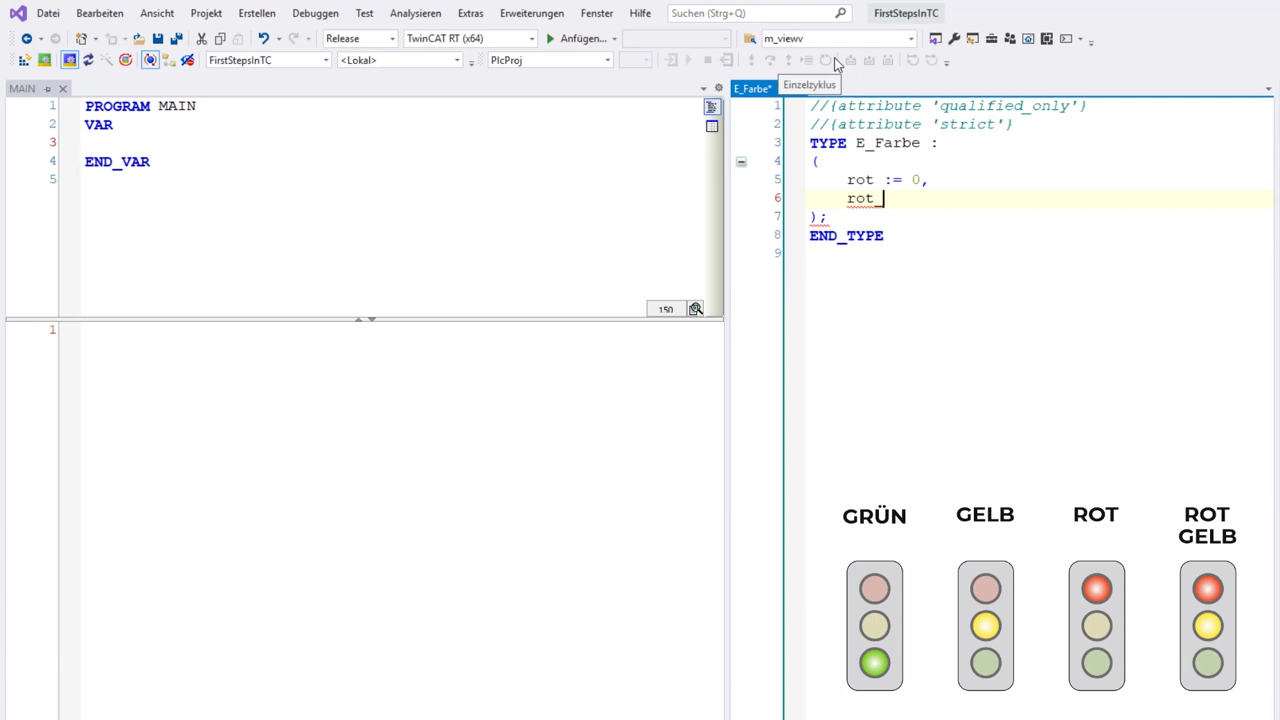 Datei Bearbeiten Ansicht Projekt Erstellen Debuggen Test Analysieren Extras Erweiterungen Fenster Hilfe Suchen (Strg+Q) FirstStepsInTC
Release TwinCAT RT (x64) Anfügen... m_viewv
FirstStepsInTC <Lokal> PlcProj
Einzelzyklus
MAIN
1 PROGRAM MAIN
2 VAR
3
4 END_VAR
5
150
1
E_Farbe*
1 //{attribute 'qualified_only'}
2 //{attribute 'strict'}
3 TYPE E_Farbe :
4 (
5 rot := 0,
6 rot_
7 );
8 END_TYPE
9
GRÜN GELB ROT ROT
GELB